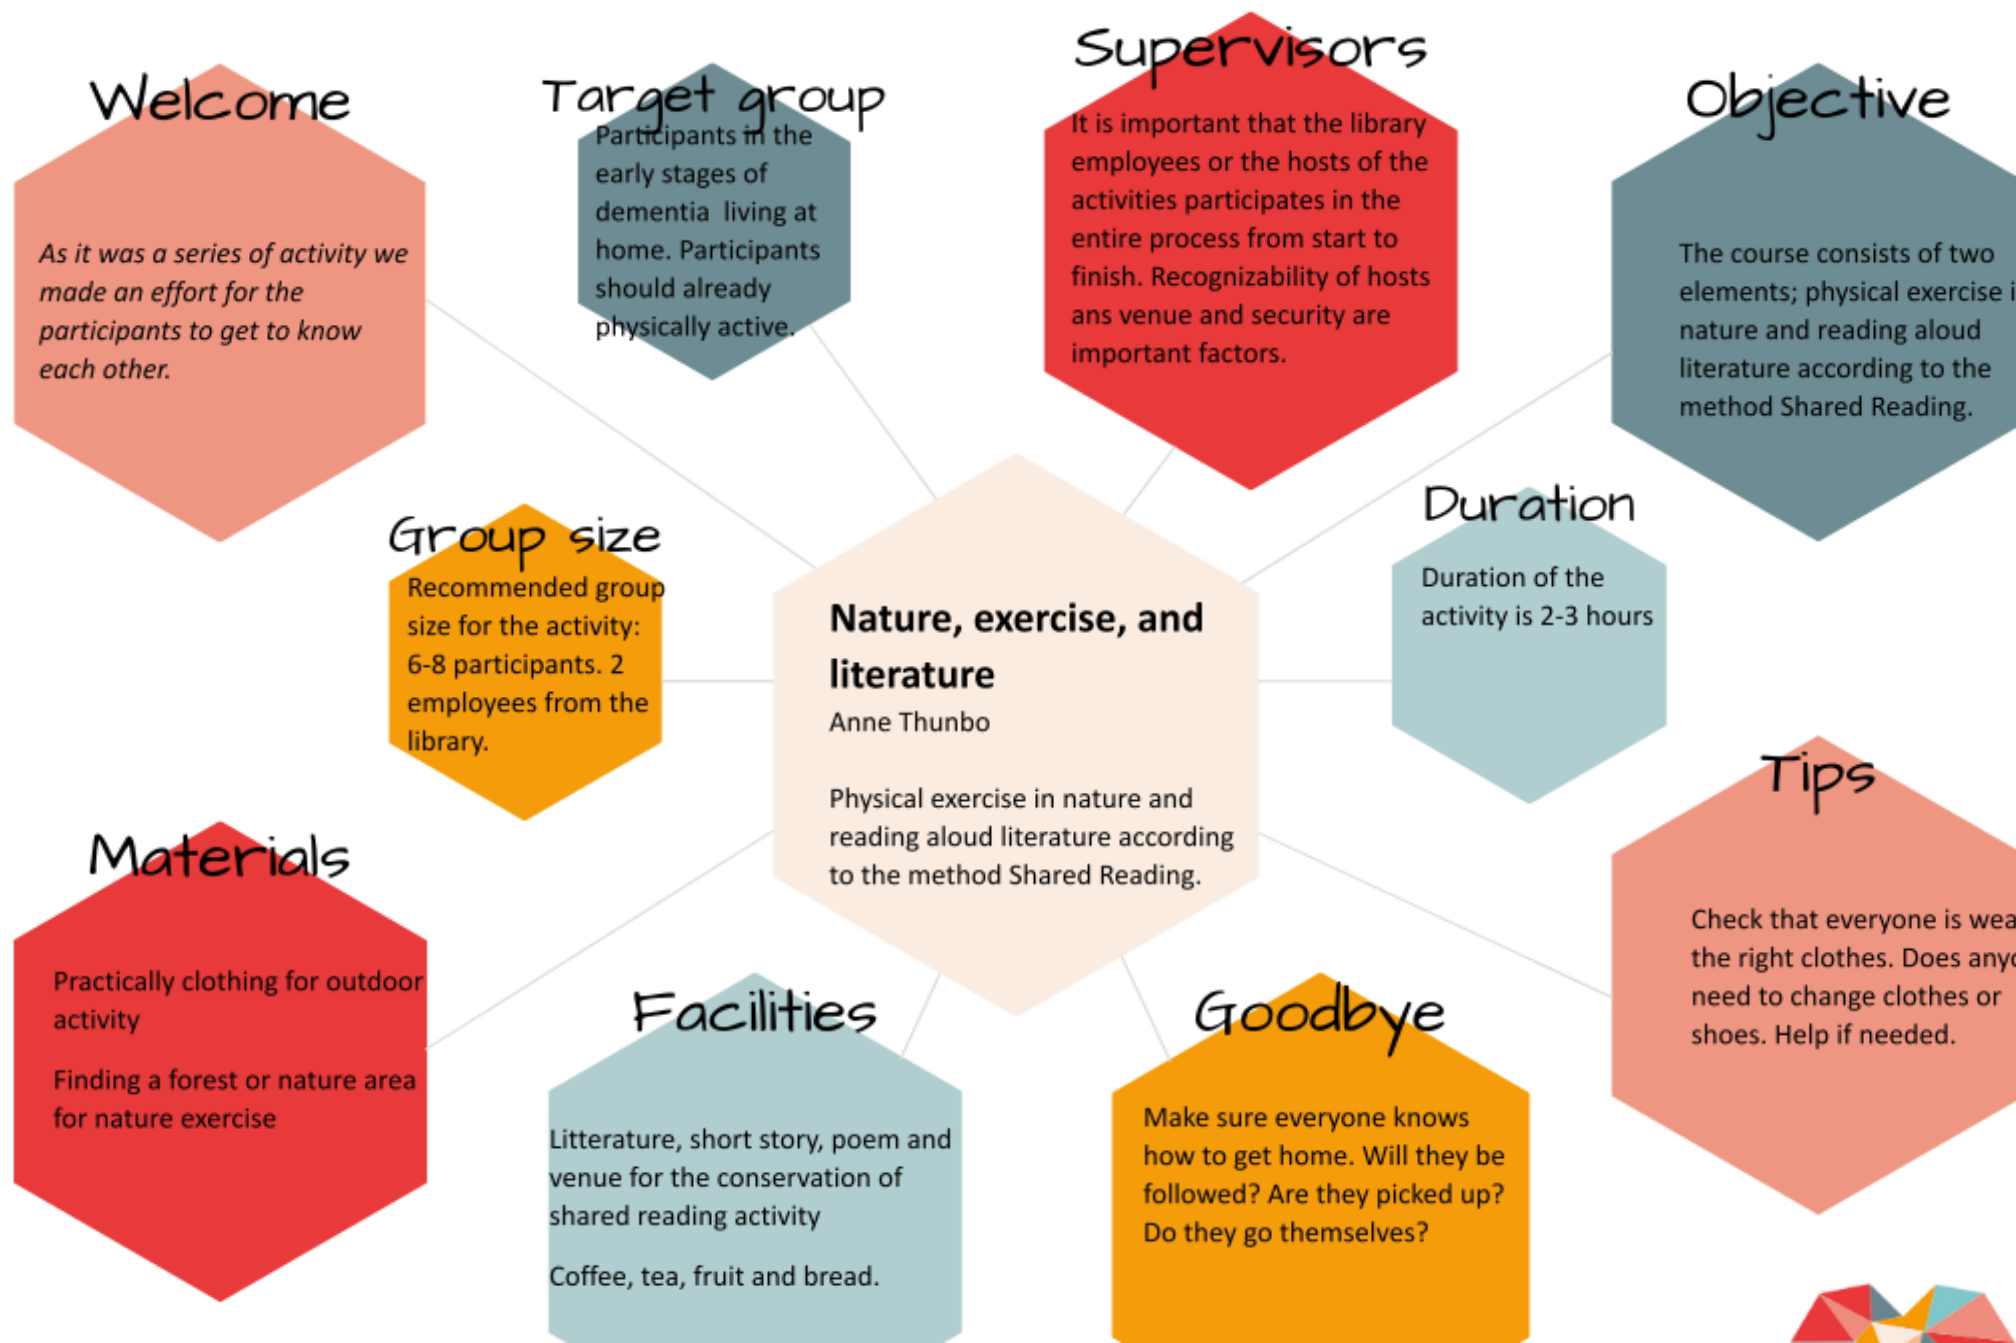 Welcome
As it was a series of activity we
made an effort for the
participants to get to know
each other.
Target group
Participants in the
early stages of
dementia  living at
home. Participants
should already
physically active.
Supervisors
It is important that the library
employees or the hosts of the
activities participates in the
entire process from start to
finish. Recognizability of hosts
ans venue and security are
important factors.
Objective
The course consists of two
elements; physical exercise
nature and reading aloud
literature according to the
method Shared Reading.
Group size
Recommended group
size for the activity:
6-8 participants. 2
employees from the
library.
Nature, exercise, and
literature
Anne Thunbo
Physical exercise in nature and
reading aloud literature according
to the method Shared Reading.
Duration
Duration of the
activity is 2-3 hours
Tips
Check that everyone is
the right clothes. Does
need to change clothes or
shoes. Help if needed.
Materials
Practically clothing for outdoor
activity
Finding a forest or nature area
for nature exercise
Facilities
Litterature, short story, poem and
venue for the conservation of
shared reading activity
Coffee, tea, fruit and bread.
Goodbye
Make sure everyone knows
how to get home. Will they be
followed? Are they picked up?
Do they go themselves?